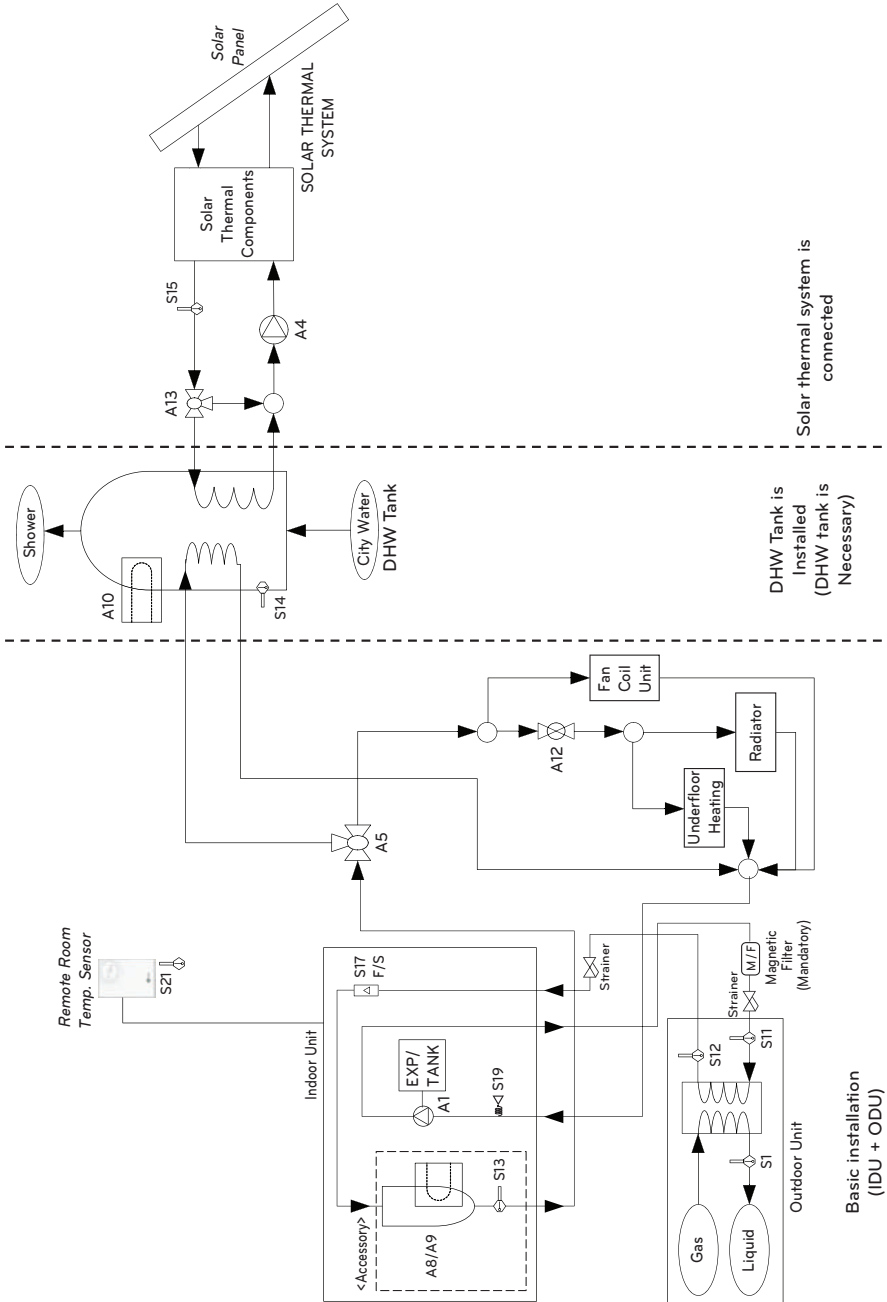 Solar
Panel
SOLAR THERMAL
SYSTEM
Solar
Thermal
Components
S15
A13
A4
Solar thermal system is
connected
Shower
A10
City Water
DHW Tank
S14
DHW Tank is
Installed
(DHW tank is
Necessary)
Fan
Coil
Unit
A12
Radiator
Underfloor
Heating
A5
Remote Room
Temp. Sensor
S21
Indoor Unit
S17
F/S
EXP/
TANK
A1
S19
<Accessory>
A8/A9
S13
Strainer
Strainer
M/F
Magnetic
Filter
(Mandatory)
S12
S11
S1
Gas
Liquid
Outdoor Unit
Basic installation
(IDU + ODU)